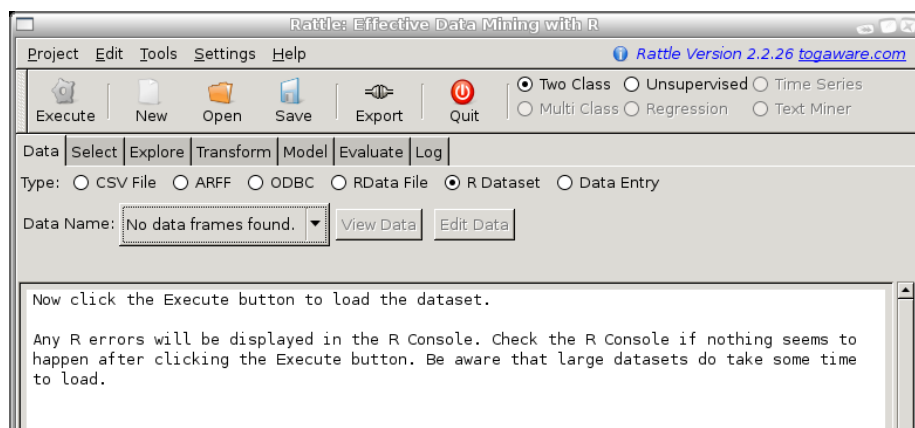 Rattle: Effective Data Mining with R
Project Edit Tools Settings Help Rattle Version 2.2.26 togaware.com
Execute New Open Save Export Quit
Two Class Unsupervised Time Series
Multi Class Regression Text Miner
Data Select Explore Transform Model Evaluate Log
Type: CSV File ARFF ODBC RData File R Dataset Data Entry
Data Name: No data frames found. View Data Edit Data
Now click the Execute button to load the dataset.
Any R errors will be displayed in the R Console. Check the R Console if nothing seems to
happen after clicking the Execute button. Be aware that large datasets do take some time
to load.